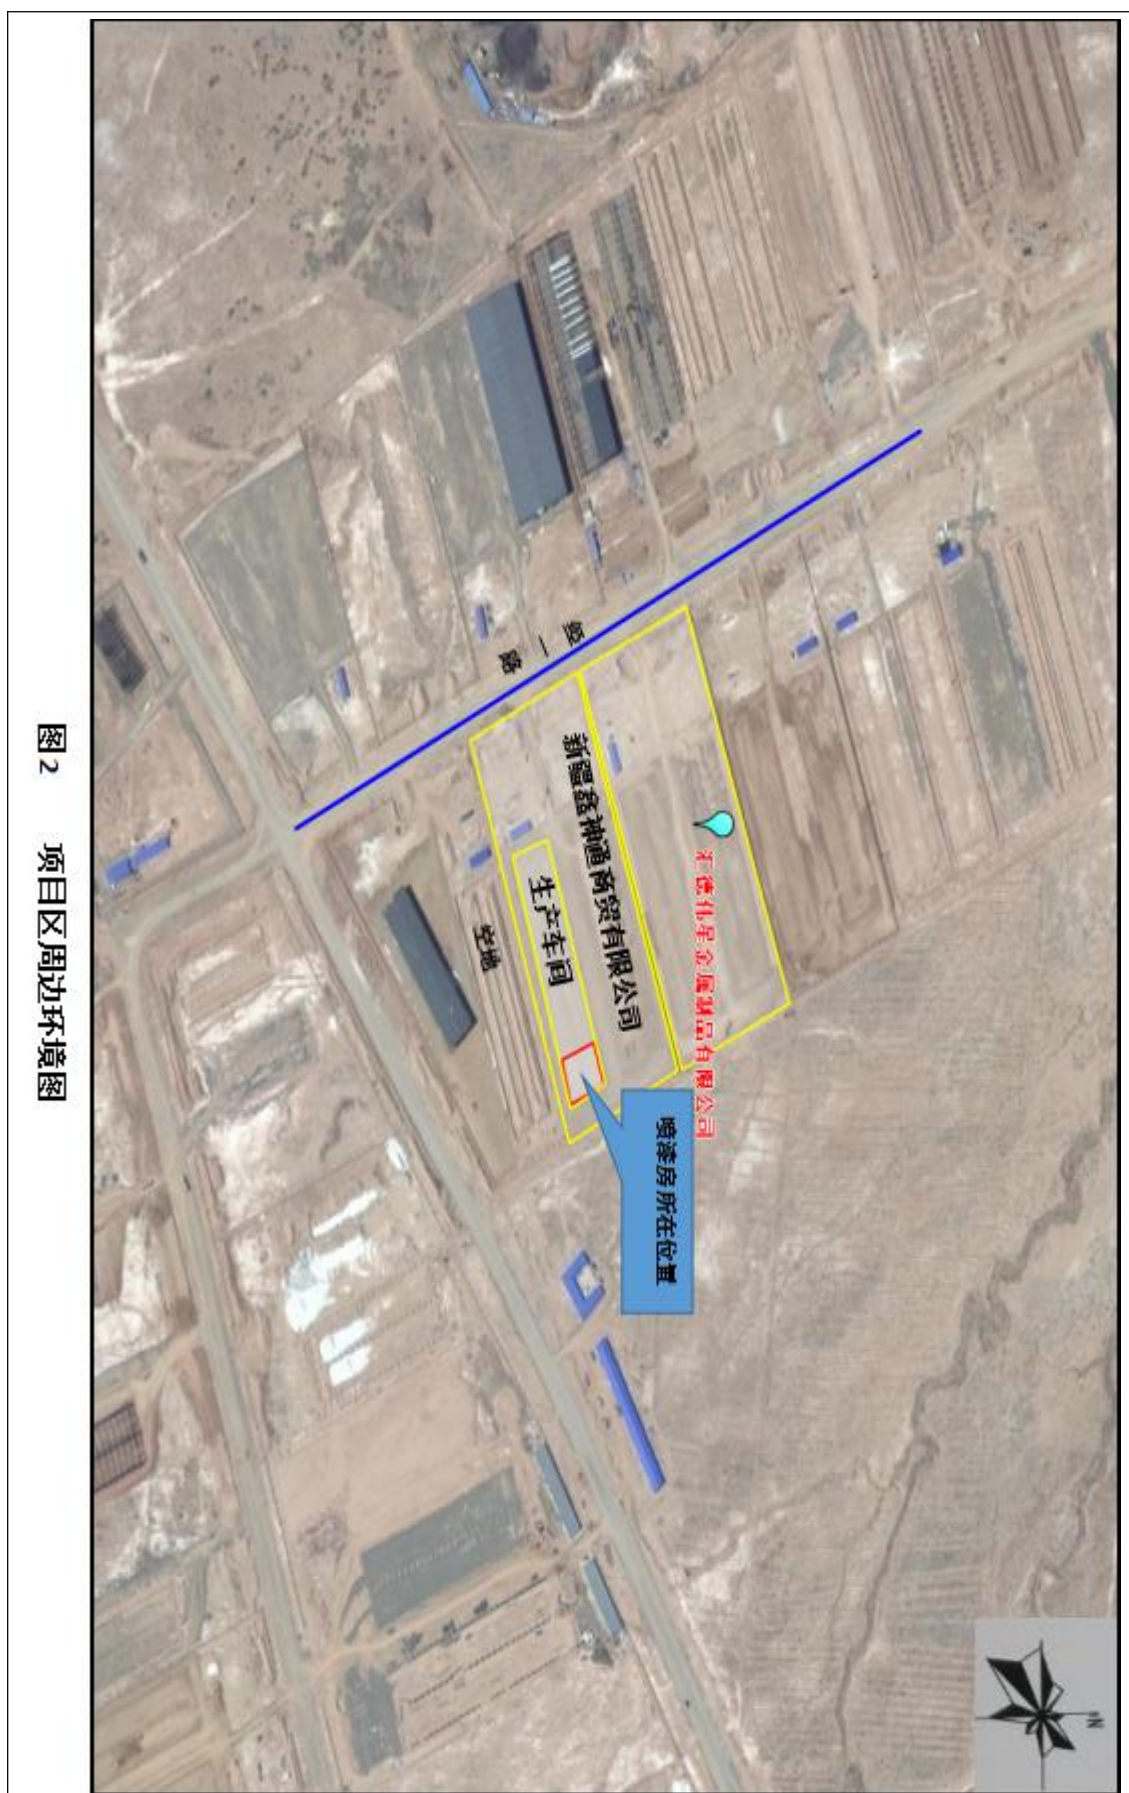 汇德伟星金属制品有限公司
新疆鑫神通商贸有限公司
经一路
生产车间
喷漆房所在位置
空地
N
图2 项目区周边环境图